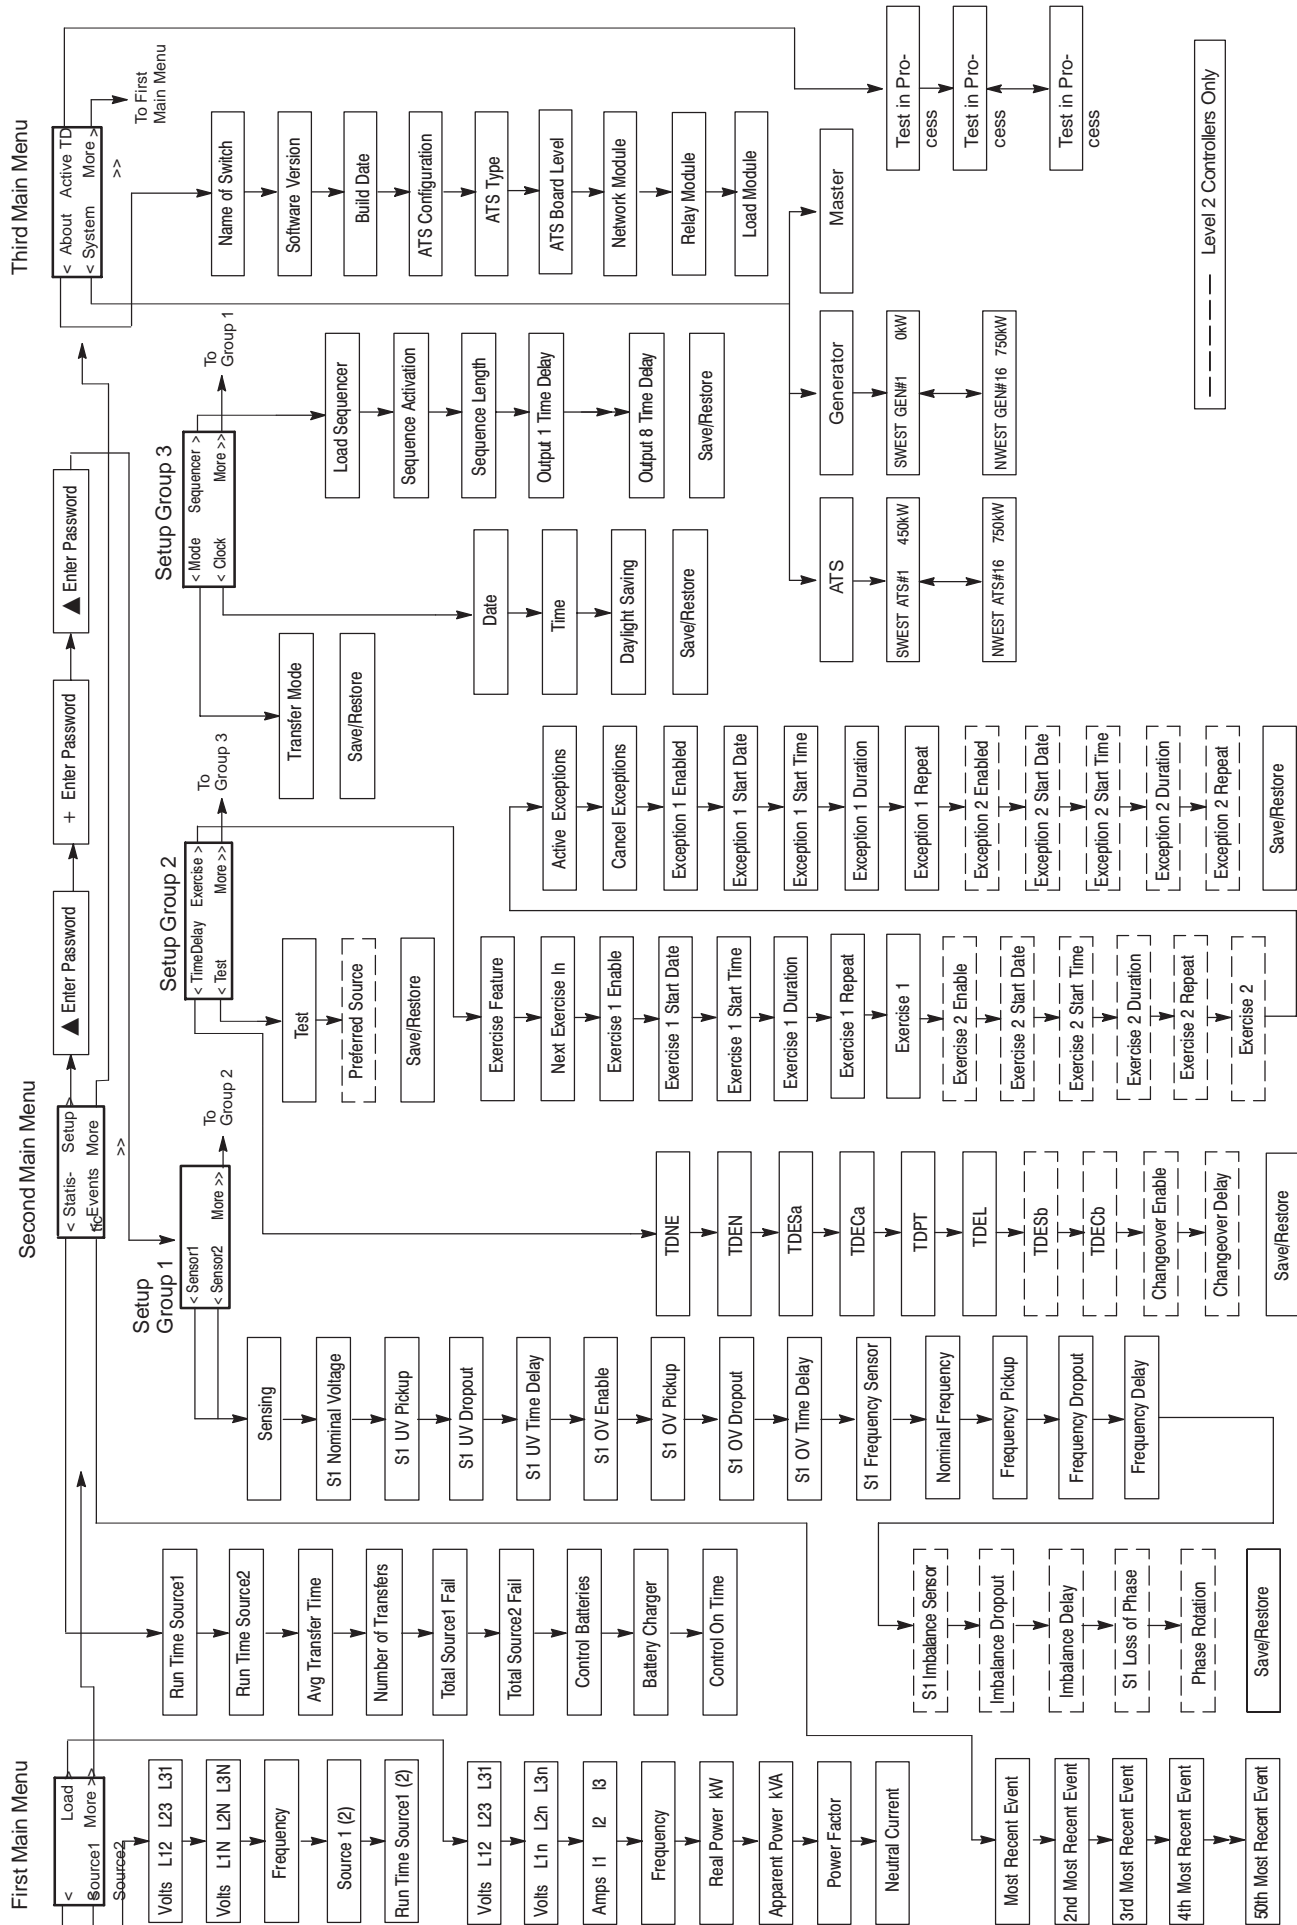 First Main Menu
< Load >
Source1 More >>
<
Source2
Volts L12 L23 L31
Volts L1N L2N L3N
Frequency
Source 1 (2)
Run Time Source1 (2)
Volts L12 L23 L31
Volts L1n L2n L3n
Amps I1 I2 I3
Frequency
Real Power kW
Apparent Power kVA
Power Factor
Neutral Current
Second Main Menu
< Statis- Setup >
tic
< Events More
>>
Run Time Source1
Run Time Source2
Avg Transfer Time
Number of Transfers
Total Source1 Fail
Total Source2 Fail
Control Batteries
Battery Charger
Control On Time
Most Recent Event
2nd Most Recent Event
3rd Most Recent Event
4th Most Recent Event
50th Most Recent Event
▲ Enter Password
+ Enter Password
▲ Enter Password
Setup
Group 1
< Sensor1
< Sensor2 More >>
To
Group 2
Sensing
S1 Nominal Voltage
S1 UV Pickup
S1 UV Dropout
S1 UV Time Delay
S1 OV Enable
S1 OV Pickup
S1 OV Dropout
S1 OV Time Delay
S1 Frequency Sensor
Nominal Frequency
Frequency Pickup
Frequency Dropout
Frequency Delay
S1 Imbalance Sensor
Imbalance Dropout
Imbalance Delay
S1 Loss of Phase
Phase Rotation
Save/Restore
Setup Group 2
< TimeDelay Exercise >
< Test More >>
To
Group 3
TDNE
TDEN
TDESa
TDECa
TDPT
TDEL
TDESb
TDECb
Changeover Enable
Changeover Delay
Save/Restore
Test
Preferred Source
Save/Restore
Exercise Feature
Next Exercise In
Exercise 1 Enable
Exercise 1 Start Date
Exercise 1 Start Time
Exercise 1 Duration
Exercise 1 Repeat
Exercise 1
Exercise 2 Enable
Exercise 2 Start Date
Exercise 2 Start Time
Exercise 2 Duration
Exercise 2 Repeat
Exercise 2
Active Exceptions
Cancel Exceptions
Exception 1 Enabled
Exception 1 Start Date
Exception 1 Start Time
Exception 1 Duration
Exception 1 Repeat
Exception 2 Enabled
Exception 2 Start Date
Exception 2 Start Time
Exception 2 Duration
Exception 2 Repeat
Save/Restore
Setup Group 3
< Mode Sequencer >
< Clock More >>
To
Group 1
Transfer Mode
Save/Restore
Date
Time
Daylight Saving
Save/Restore
Load Sequencer
Sequence Activation
Sequence Length
Output 1 Time Delay
Output 8 Time Delay
Save/Restore
Third Main Menu
< About Active TD
< System More >
>>
To First
Main Menu
Name of Switch
Software Version
Build Date
ATS Configuration
ATS Type
ATS Board Level
Network Module
Relay Module
Load Module
ATS
SWEST ATS#1 450kW
NWEST ATS#16 750kW
Generator
SWEST GEN#1 0kW
NWEST GEN#16 750kW
Master
Test in Pro-
cess
Test in Pro-
cess
Test in Pro-
cess
Level 2 Controllers Only